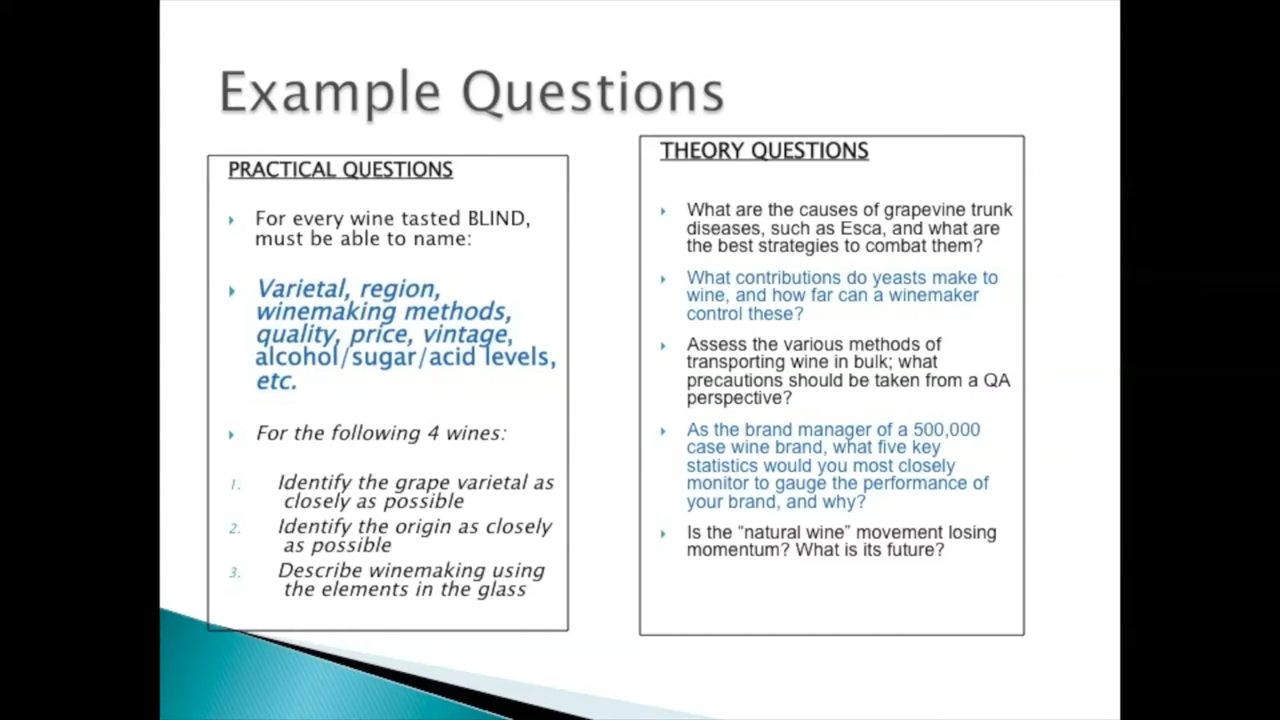 Example Questions
PRACTICAL QUESTIONS
For every wine tasted BLIND,
must be able to name:
Varietal, region,
winemaking methods,
quality, price, vintage,
alcohol/sugar/acid levels,
etc.
For the following 4 wines:
1. Identify the grape varietal as
closely as possible
2. Identify the origin as closely
as possible
3. Describe winemaking using
the elements in the glass
THEORY QUESTIONS
What are the causes of grapevine trunk
diseases, such as Esca, and what are
the best strategies to combat them?
What contributions do yeasts make to
wine, and how far can a winemaker
control these?
Assess the various methods of
transporting wine in bulk; what
precautions should be taken from a QA
perspective?
As the brand manager of a 500,000
case wine brand, what five key
statistics would you most closely
monitor to gauge the performance of
your brand, and why?
Is the “natural wine” movement losing
momentum? What is its future?